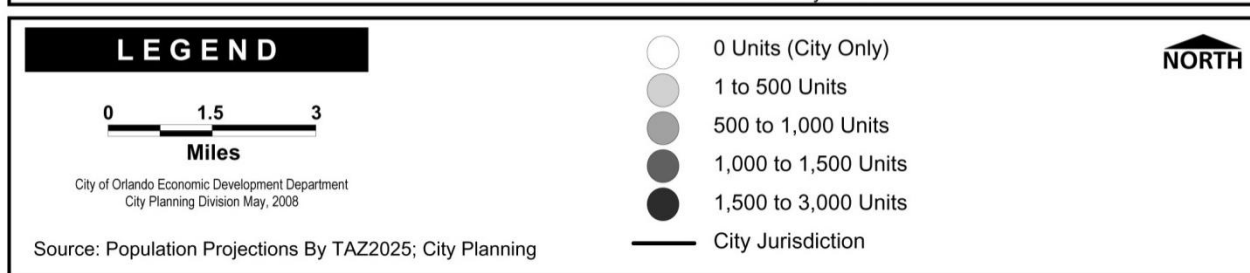 LEGEND
0 1.5 3
Miles
City of Orlando Economic Development Department
City Planning Division May, 2008
Source: Population Projections By TAZ2025; City Planning
0 Units (City Only)
1 to 500 Units
500 to 1,000 Units
1,000 to 1,500 Units
1,500 to 3,000 Units
City Jurisdiction
NORTH